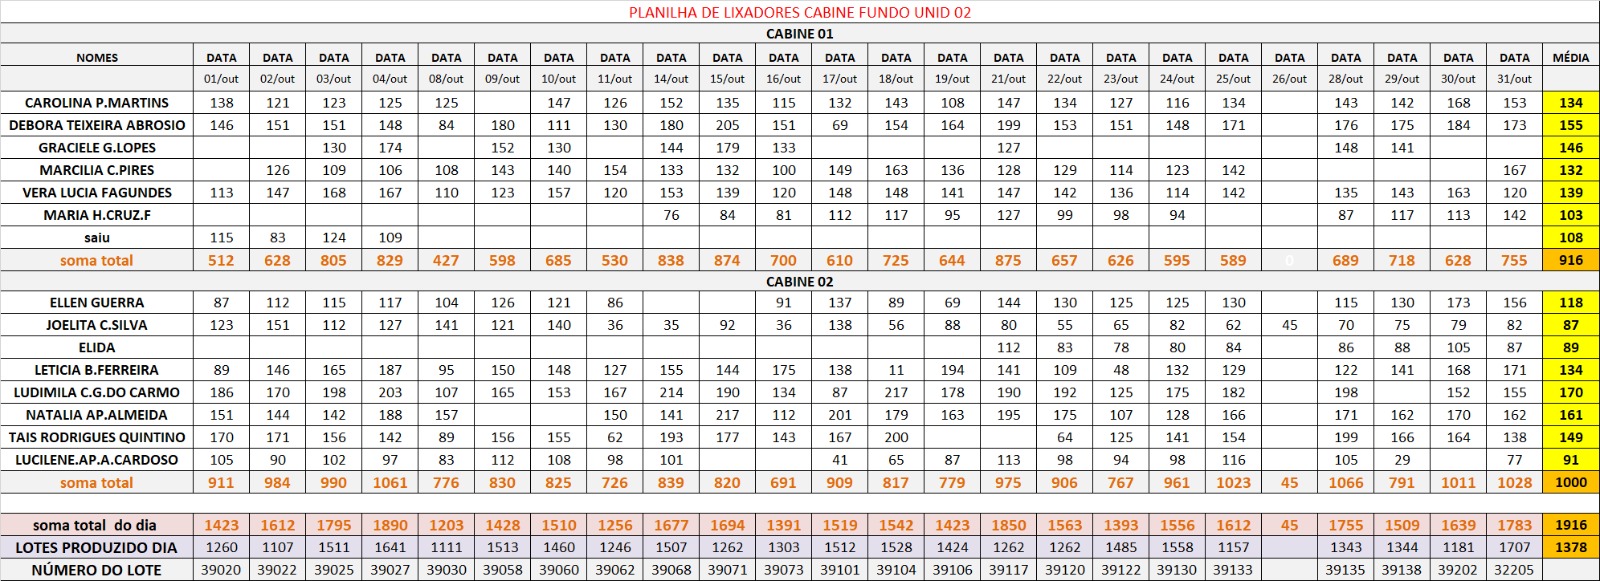 PLANILHA DE LIXADORES CABINE FUNDO UNID 02
CABINE 01
NOMES DATA DATA DATA DATA DATA DATA DATA DATA DATA DATA DATA DATA DATA DATA DATA DATA DATA DATA DATA DATA DATA DATA DATA DATA MÉDIA
01/out 02/out 03/out 04/out 08/out 09/out 10/out 11/out 14/out 15/out 16/out 17/out 18/out 19/out 21/out 22/out 23/out 24/out 25/out 26/out 28/out 29/out 30/out 31/out
CAROLINA P.MARTINS 138 121 123 125 125 147 126 152 135 115 132 143 108 147 134 127 116 134 143 142 168 153 134
DEBORA TEIXEIRA ABROSIO 146 151 151 148 84 180 111 130 180 205 151 69 154 164 199 153 151 148 171 176 175 184 173 155
GRACIELE G.LOPES 130 174 152 130 144 179 133 127 148 141 146
MARCILIA C.PIRES 126 109 106 108 143 140 154 133 132 100 149 163 136 128 129 114 123 142 167 132
VERA LUCIA FAGUNDES 113 147 168 167 110 123 157 120 153 139 120 148 148 141 147 142 136 114 142 135 143 163 120 139
MARIA H.CRUZ.F 76 84 81 112 117 95 127 99 98 94 87 117 113 142 103
saiu 115 83 124 109 108
soma total 512 628 805 829 427 598 685 530 838 874 700 610 725 644 875 657 626 595 589 0 689 718 628 755 916
CABINE 02
ELLEN GUERRA 87 112 115 117 104 126 121 86 91 137 89 69 144 130 125 125 130 115 130 173 156 118
JOELITA C.SILVA 123 151 112 127 141 121 140 36 35 92 36 138 56 88 80 55 65 82 62 45 70 75 79 82 87
ELIDA 112 83 78 80 84 86 88 105 87 89
LETICIA B.FERREIRA 89 146 165 187 95 150 148 127 155 144 175 138 11 194 141 109 48 132 129 122 141 168 171 134
LUDIMILA C.G.DO CARMO 186 170 198 203 107 165 153 167 214 190 134 87 217 178 190 192 125 175 182 198 152 155 170
NATALIA AP.ALMEIDA 151 144 142 188 157 150 141 217 112 201 179 163 195 175 107 128 166 171 162 170 162 161
TAIS RODRIGUES QUINTINO 170 171 156 142 89 156 155 62 193 177 143 167 200 64 125 141 154 199 166 164 138 149
LUCILENE.AP.A.CARDOSO 105 90 102 97 83 112 108 98 101 41 65 87 113 98 94 98 116 105 29 77 91
soma total 911 984 990 1061 776 830 825 726 839 820 691 909 817 779 975 906 767 961 1023 45 1066 791 1011 1028 1000
soma total do dia 1423 1612 1795 1890 1203 1428 1510 1256 1677 1694 1391 1519 1542 1423 1850 1563 1393 1556 1612 45 1755 1509 1639 1783 1916
LOTES PRODUZIDO DIA 1260 1107 1511 1641 1111 1513 1460 1246 1507 1262 1303 1512 1528 1424 1262 1262 1485 1558 1157 1343 1344 1181 1707 1378
NÚMERO DO LOTE 39020 39022 39025 39027 39030 39058 39060 39062 39068 39071 39073 39101 39104 39106 39117 39120 39122 39130 39133 39135 39138 39202 32205